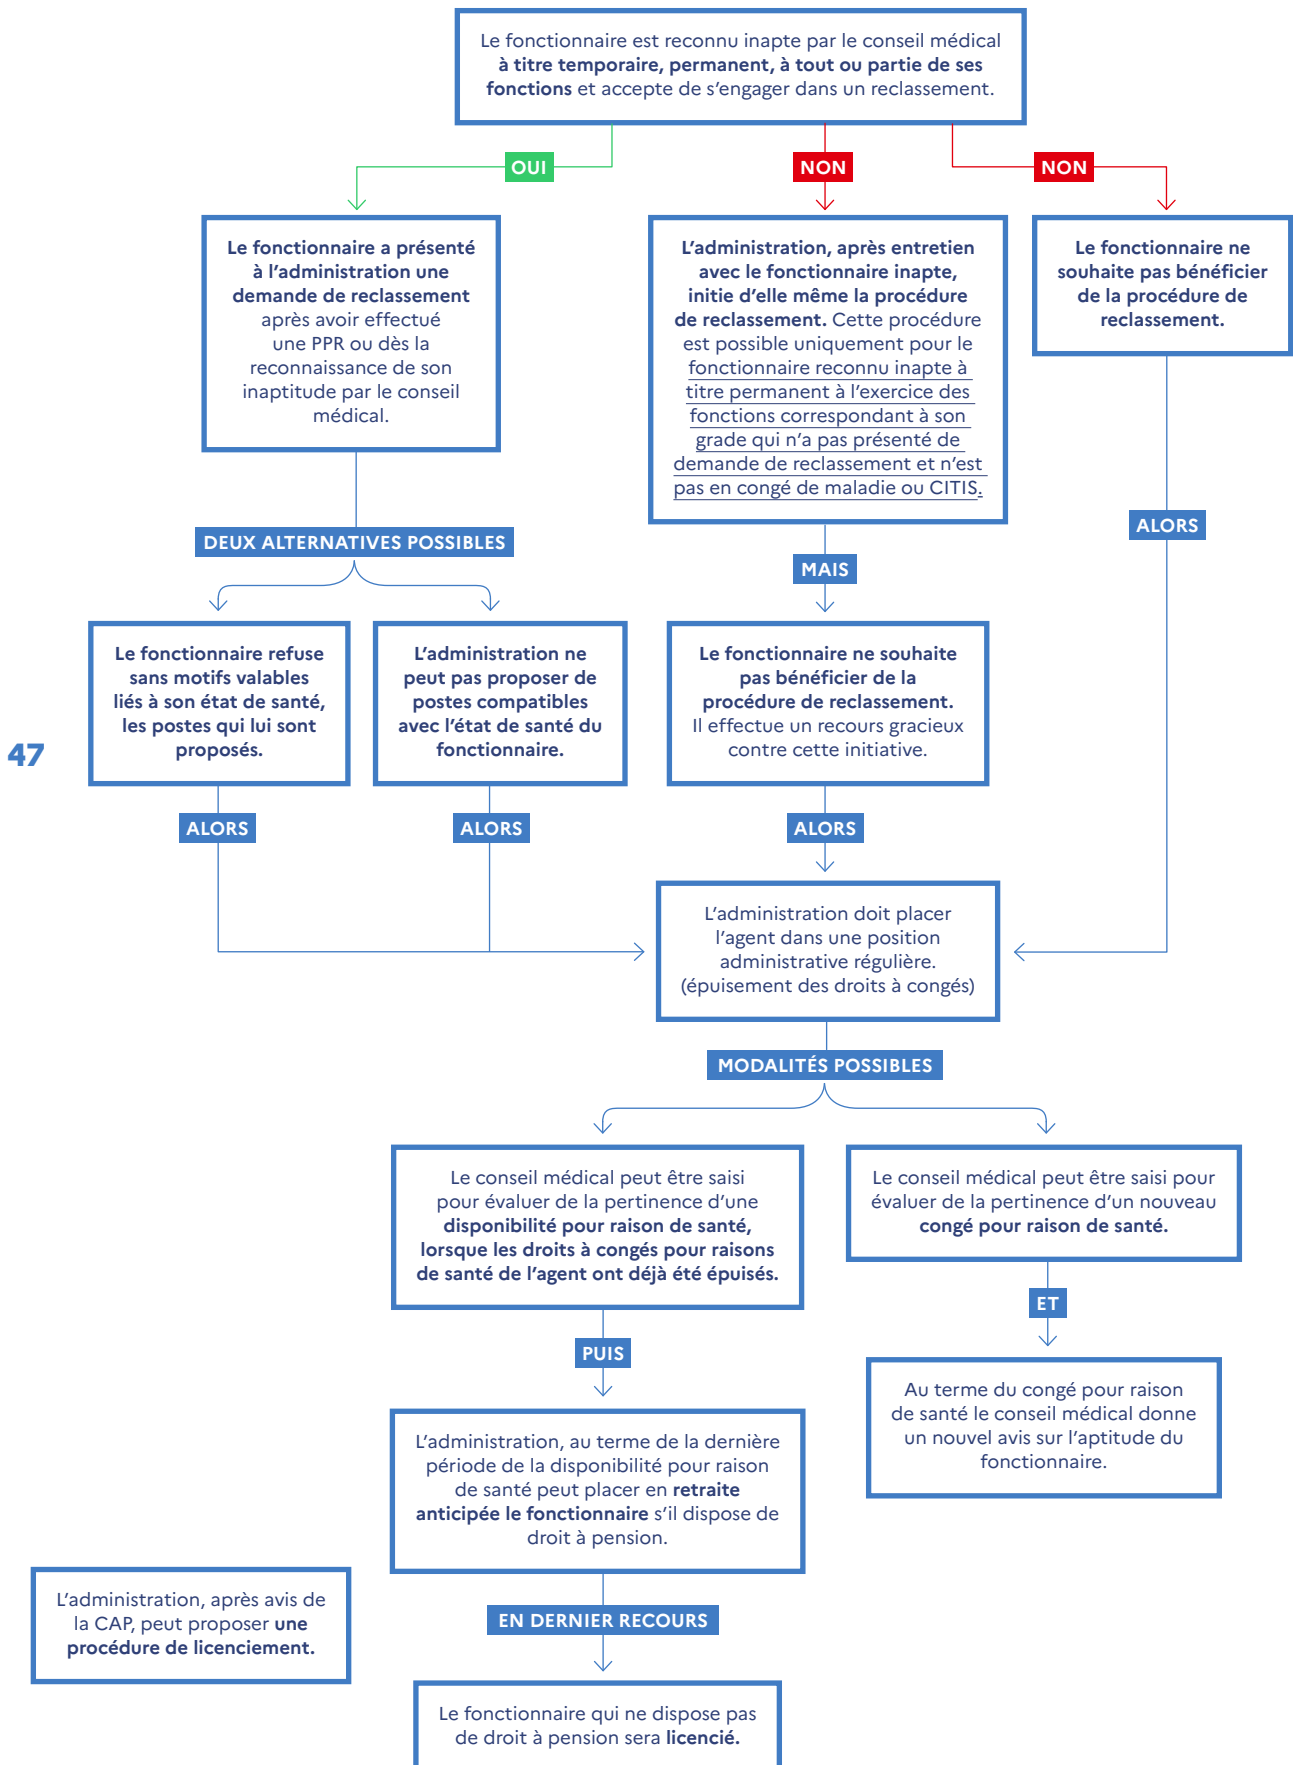 Le fonctionnaire est reconnu inapte par le conseil médical
à titre temporaire, permanent, à tout ou partie de ses
fonctions et accepte de s’engager dans un reclassement.
OUI
NON
NON
Le fonctionnaire a présenté
à l’administration une
demande de reclassement
après avoir effectué
une PPR ou dès la
reconnaissance de son
inaptitude par le conseil
médical.
L’administration, après entretien
avec le fonctionnaire inapte,
initie d’elle même la procédure
de reclassement. Cette procédure
est possible uniquement pour le
fonctionnaire reconnu inapte à
titre permanent à l’exercice des
fonctions correspondant à son
grade qui n’a pas présenté de
demande de reclassement et n’est
pas en congé de maladie ou CITIS.
Le fonctionnaire ne
souhaite pas bénéficier
de la procédure de
reclassement.
DEUX ALTERNATIVES POSSIBLES
MAIS
ALORS
Le fonctionnaire refuse
sans motifs valables
liés à son état de santé,
les postes qui lui sont
proposés.
L’administration ne
peut pas proposer de
postes compatibles
avec l’état de santé du
fonctionnaire.
Le fonctionnaire ne souhaite
pas bénéficier de la
procédure de reclassement.
Il effectue un recours gracieux
contre cette initiative.
47
ALORS
ALORS
ALORS
L’administration doit placer
l’agent dans une position
administrative régulière.
(épuisement des droits à congés)
MODALITÉS POSSIBLES
Le conseil médical peut être saisi
pour évaluer de la pertinence d’une
disponibilité pour raison de santé,
lorsque les droits à congés pour raisons
de santé de l’agent ont déjà été épuisés.
Le conseil médical peut être saisi pour
évaluer de la pertinence d’un nouveau
congé pour raison de santé.
ET
PUIS
Au terme du congé pour raison
de santé le conseil médical donne
un nouvel avis sur l’aptitude du
fonctionnaire.
L’administration, au terme de la dernière
période de la disponibilité pour raison
de santé peut placer en retraite
anticipée le fonctionnaire s’il dispose de
droit à pension.
L’administration, après avis de
la CAP, peut proposer une
procédure de licenciement.
EN DERNIER RECOURS
Le fonctionnaire qui ne dispose pas
de droit à pension sera licencié.